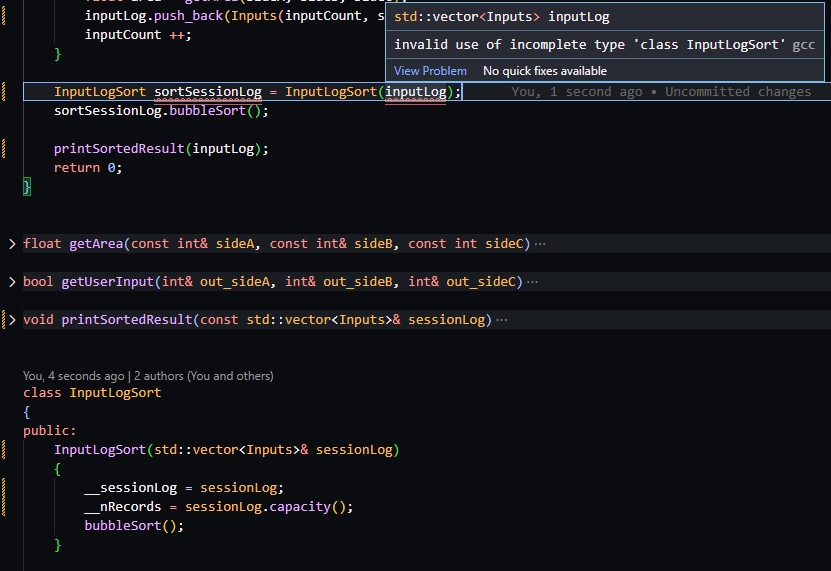 inputLog.push_back(Inputs(inputCount, s
inputCount ++;
}
std::vector<Inputs> inputLog
invalid use of incomplete type 'class InputLogSort' gcc
View Problem No quick fixes available
InputLogSort sortSessionLog = InputLogSort(inputLog); You, 1 second ago • Uncommitted changes
sortSessionLog.bubbleSort();
printSortedResult(inputLog);
return 0;
}
float getArea(const int& sideA, const int& sideB, const int sideC) ···
bool getUserInput(int& out_sideA, int& out_sideB, int& out_sideC) ···
void printSortedResult(const std::vector<Inputs>& sessionLog) ···
You, 4 seconds ago | 2 authors (You and others)
class InputLogSort
{
public:
InputLogSort(std::vector<Inputs>& sessionLog)
{
__sessionLog = sessionLog;
__nRecords = sessionLog.capacity();
bubbleSort();
}